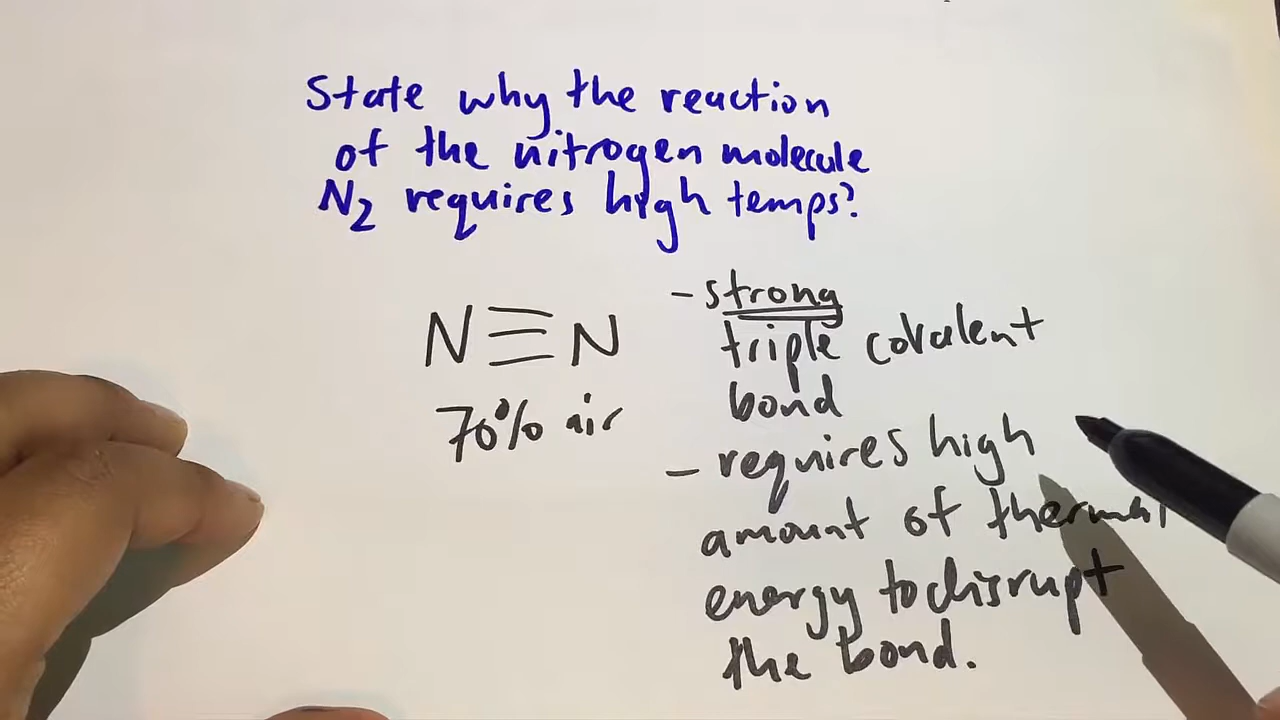 State why the reaction
of the nitrogen molecule
N2 requires high temps?
N≡N
70% air
- strong
triple covalent
bond
- requires high
amount of thermal
energy to disrupt
the bond.